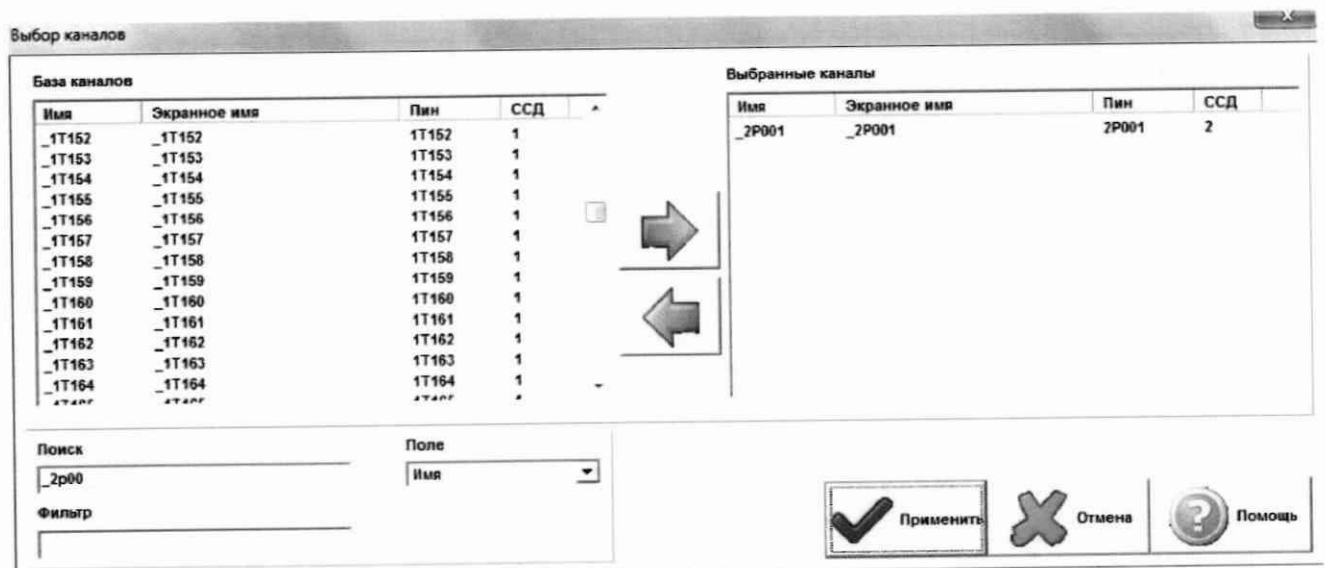 Выбор каналов
База каналов
Имя Экранное имя Пин ССД
_1T152 _1T152 1T152 1
_1T153 _1T153 1T153 1
_1T154 _1T154 1T154 1
_1T155 _1T155 1T155 1
_1T156 _1T156 1T156 1
_1T157 _1T157 1T157 1
_1T158 _1T158 1T158 1
_1T159 _1T159 1T159 1
_1T160 _1T160 1T160 1
_1T161 _1T161 1T161 1
_1T162 _1T162 1T162 1
_1T163 _1T163 1T163 1
_1T164 _1T164 1T164 1
Выбранные каналы
Имя Экранное имя Пин ССД
_2P001 _2P001 2P001 2
Поиск
_2p00
Поле
Имя
Фильтр
Применить
Отмена
Помощь